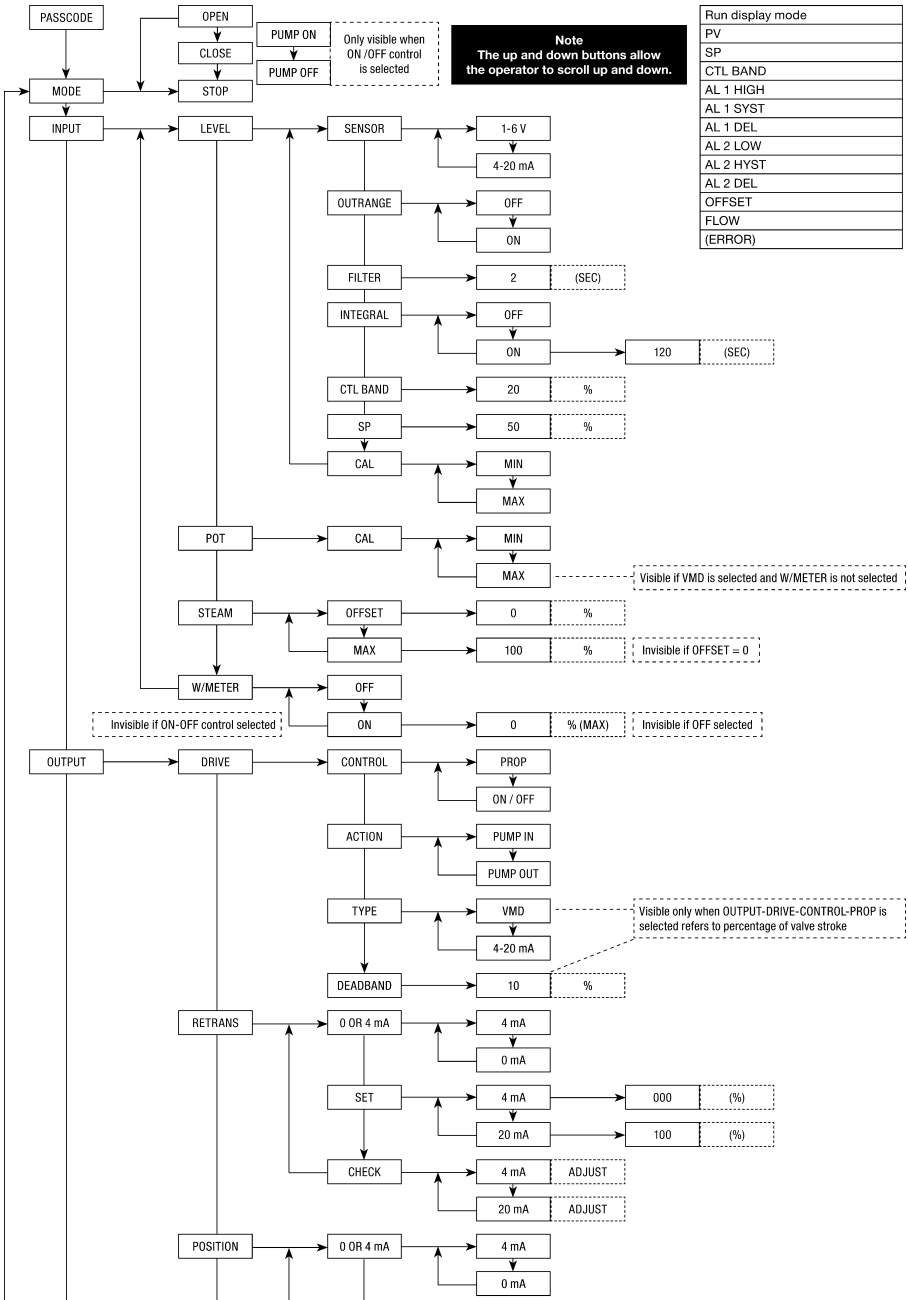 PASSCODE
OPEN
CLOSE
STOP
PUMP ON
PUMP OFF
Only visible when
ON /OFF control
is selected
Note
The up and down buttons allow
the operator to scroll up and down.
Run display mode
PV
SP
CTL BAND
AL 1 HIGH
AL 1 SYST
AL 1 DEL
AL 2 LOW
AL 2 HYST
AL 2 DEL
OFFSET
FLOW
(ERROR)
MODE
INPUT
LEVEL
SENSOR
1-6 V
4-20 mA
OUTRANGE
OFF
ON
FILTER
2
(SEC)
INTEGRAL
OFF
ON
120
(SEC)
CTL BAND
20
%
SP
50
%
CAL
MIN
MAX
POT
CAL
MIN
MAX
Visible if VMD is selected and W/METER is not selected
STEAM
OFFSET
0
%
MAX
100
%
Invisible if OFFSET = 0
W/METER
OFF
Invisible if ON-OFF control selected
ON
0
% (MAX)
Invisible if OFF selected
OUTPUT
DRIVE
CONTROL
PROP
ON / OFF
ACTION
PUMP IN
PUMP OUT
TYPE
VMD
4-20 mA
Visible only when OUTPUT-DRIVE-CONTROL-PROP is
selected refers to percentage of valve stroke
DEADBAND
10
%
RETRANS
0 OR 4 mA
4 mA
0 mA
SET
4 mA
000
(%)
20 mA
100
(%)
CHECK
4 mA
ADJUST
20 mA
ADJUST
POSITION
0 OR 4 mA
4 mA
0 mA